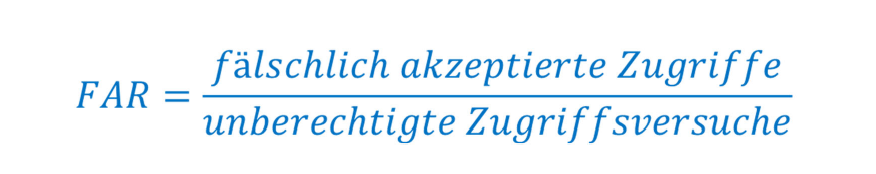 FAR = fälschlich akzeptierte Zugriffe
unberechtigte Zugriffsversuche